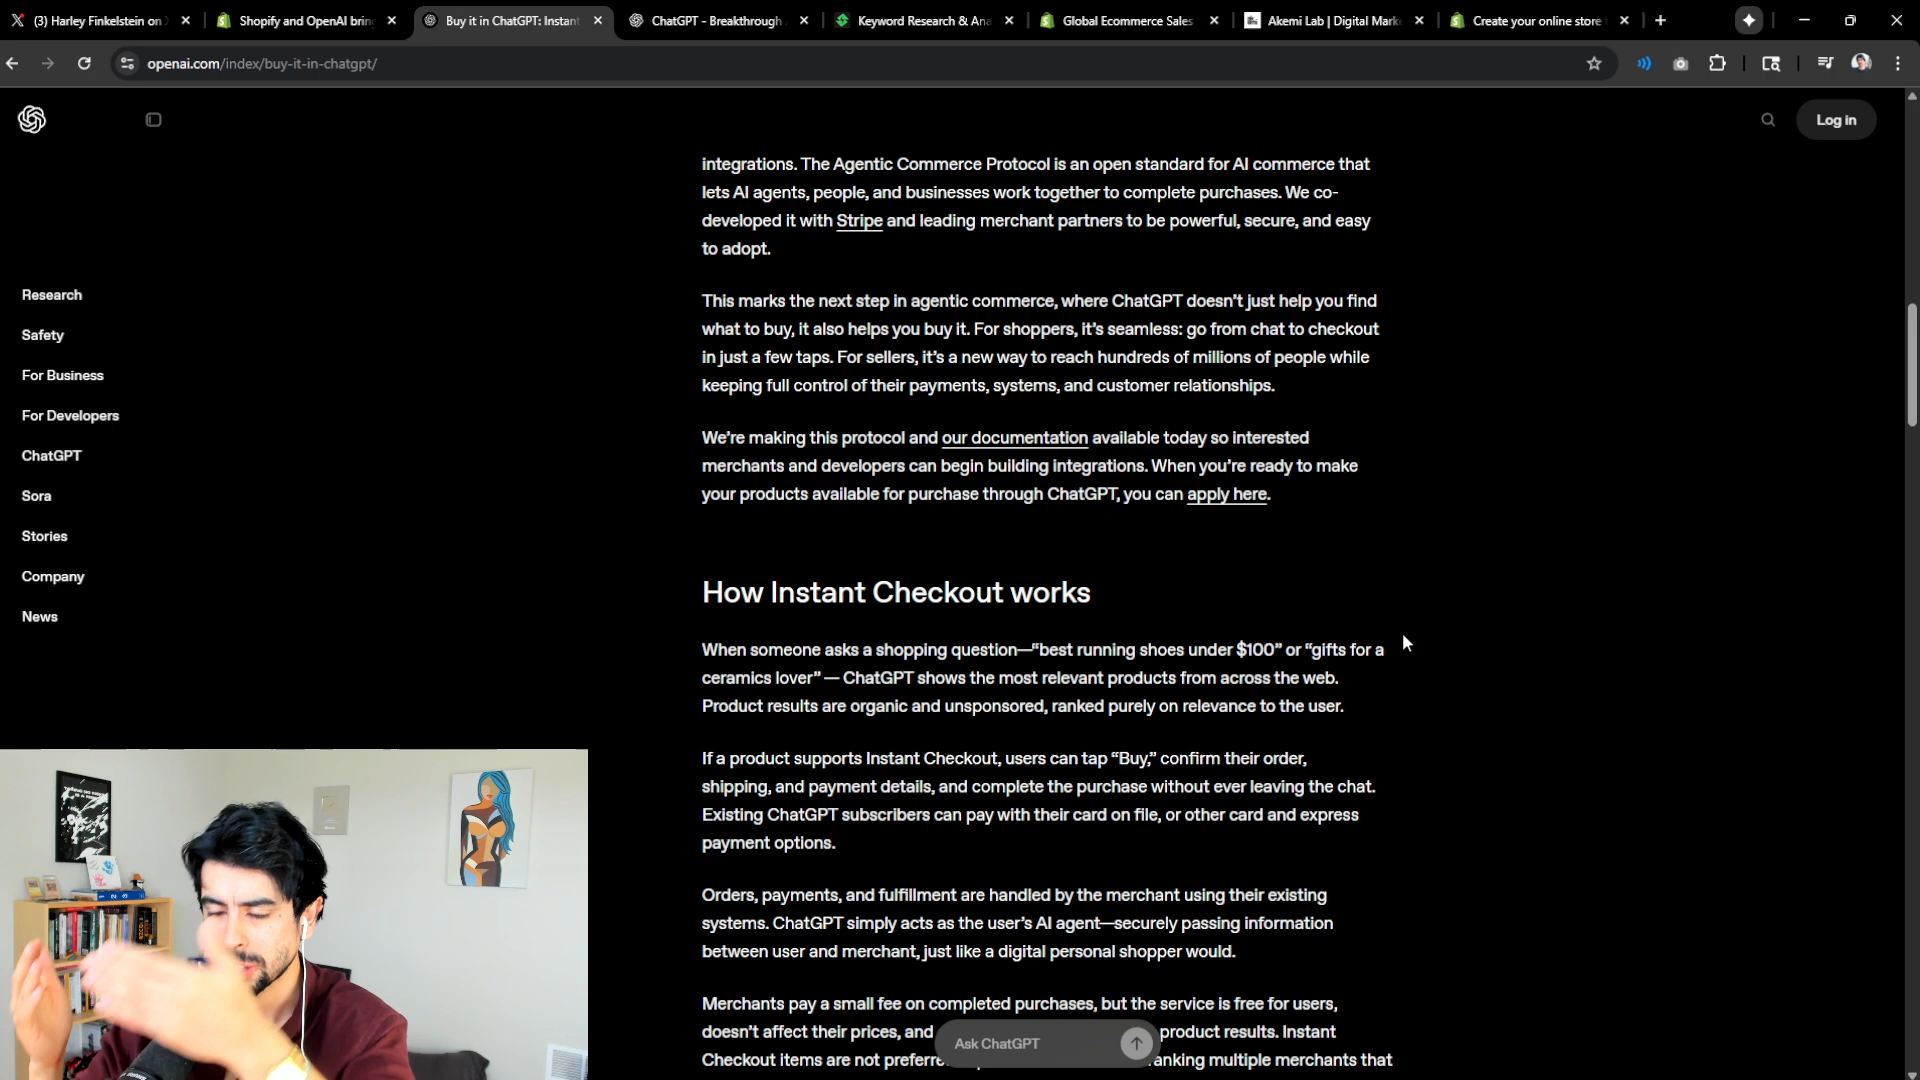 (3) Harley Finkelstein on
Shopify and OpenAI brin
Buy it in ChatGPT: Instant
ChatGPT - Breakthrough
Keyword Research & Ana
Global Ecommerce Sales
Akemi Lab | Digital Mark
Create your online store
openai.com/index/buy-it-in-chatgpt/
Log in
Research
Safety
For Business
For Developers
ChatGPT
Sora
Stories
Company
News
integrations. The Agentic Commerce Protocol is an open standard for AI commerce that
lets AI agents, people, and businesses work together to complete purchases. We co-
developed it with Stripe and leading merchant partners to be powerful, secure, and easy
to adopt.
This marks the next step in agentic commerce, where ChatGPT doesn’t just help you find
what to buy, it also helps you buy it. For shoppers, it’s seamless: go from chat to checkout
in just a few taps. For sellers, it’s a new way to reach hundreds of millions of people while
keeping full control of their payments, systems, and customer relationships.
We’re making this protocol and our documentation available today so interested
merchants and developers can begin building integrations. When you’re ready to make
your products available for purchase through ChatGPT, you can apply here.
How Instant Checkout works
When someone asks a shopping question—“best running shoes under $100” or “gifts for a
ceramics lover” — ChatGPT shows the most relevant products from across the web.
Product results are organic and unsponsored, ranked purely on relevance to the user.
If a product supports Instant Checkout, users can tap “Buy,” confirm their order,
shipping, and payment details, and complete the purchase without ever leaving the chat.
Existing ChatGPT subscribers can pay with their card on file, or other card and express
payment options.
Orders, payments, and fulfillment are handled by the merchant using their existing
systems. ChatGPT simply acts as the user’s AI agent—securely passing information
between user and merchant, just like a digital personal shopper would.
Merchants pay a small fee on completed purchases, but the service is free for users,
doesn’t affect their prices, and product results. Instant
Checkout items are not preferre anking multiple merchants that
Ask ChatGPT